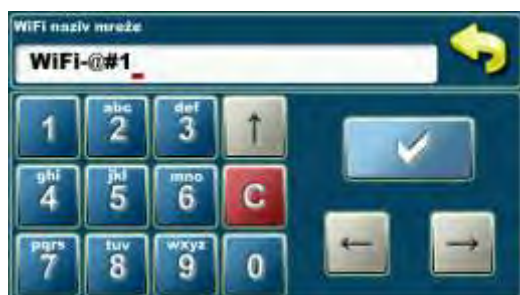 WiFi naziv mreže
WiFi-@#1_
1 abc 2 def 3 ↑
ghi 4 jkl 5 mno 6 C
pqrs 7 tuv 8 wxyz 9 0
← →